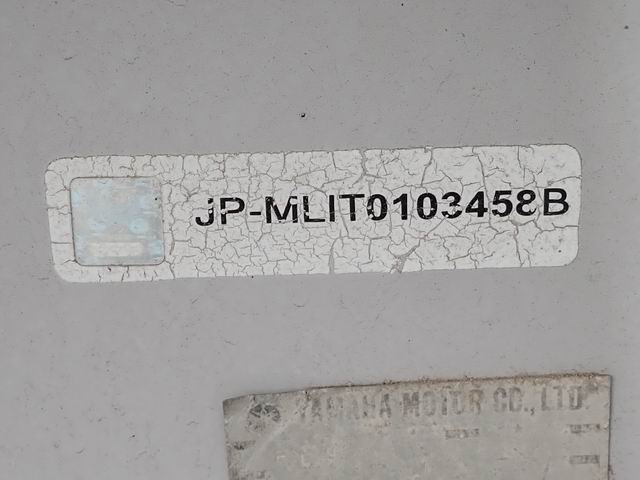 JP-MLIT0103458B
YAMAHA MOTOR CO., LTD.